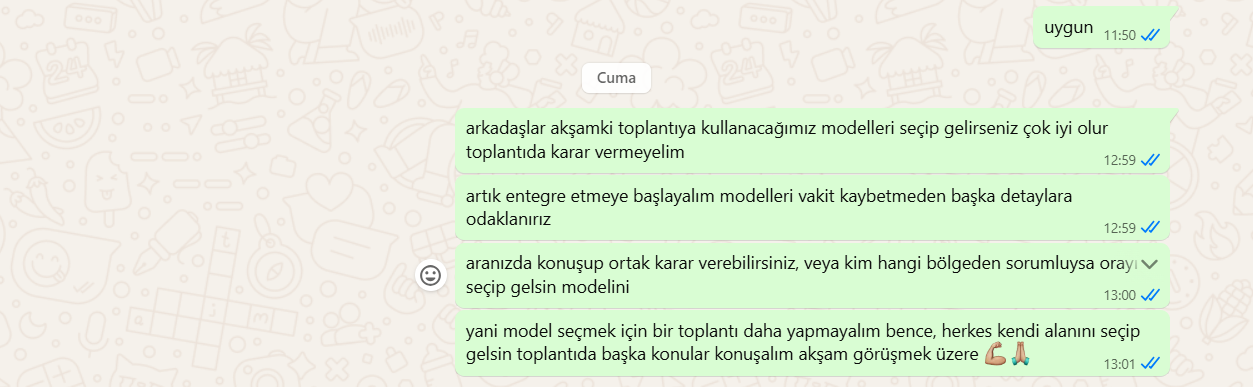 uygun 11:50
Cuma
arkadaşlar akşamki toplantıya kullanacağımız modelleri seçip gelirseniz çok iyi olur
toplantıda karar vermeyelim
12:59
artık entegre etmeye başlayalım modelleri vakit kaybetmeden başka detaylara
odaklanırız
12:59
aranızda konuşup ortak karar verebilirsiniz, veya kim hangi bölgeden sorumluysa orayı
seçip gelsin modelini
13:00
yani model seçmek için bir toplantı daha yapmayalım bence, herkes kendi alanını seçip
gelsin toplantıda başka konular konuşalım akşam görüşmek üzere 💪🏼🙏🏼
13:01